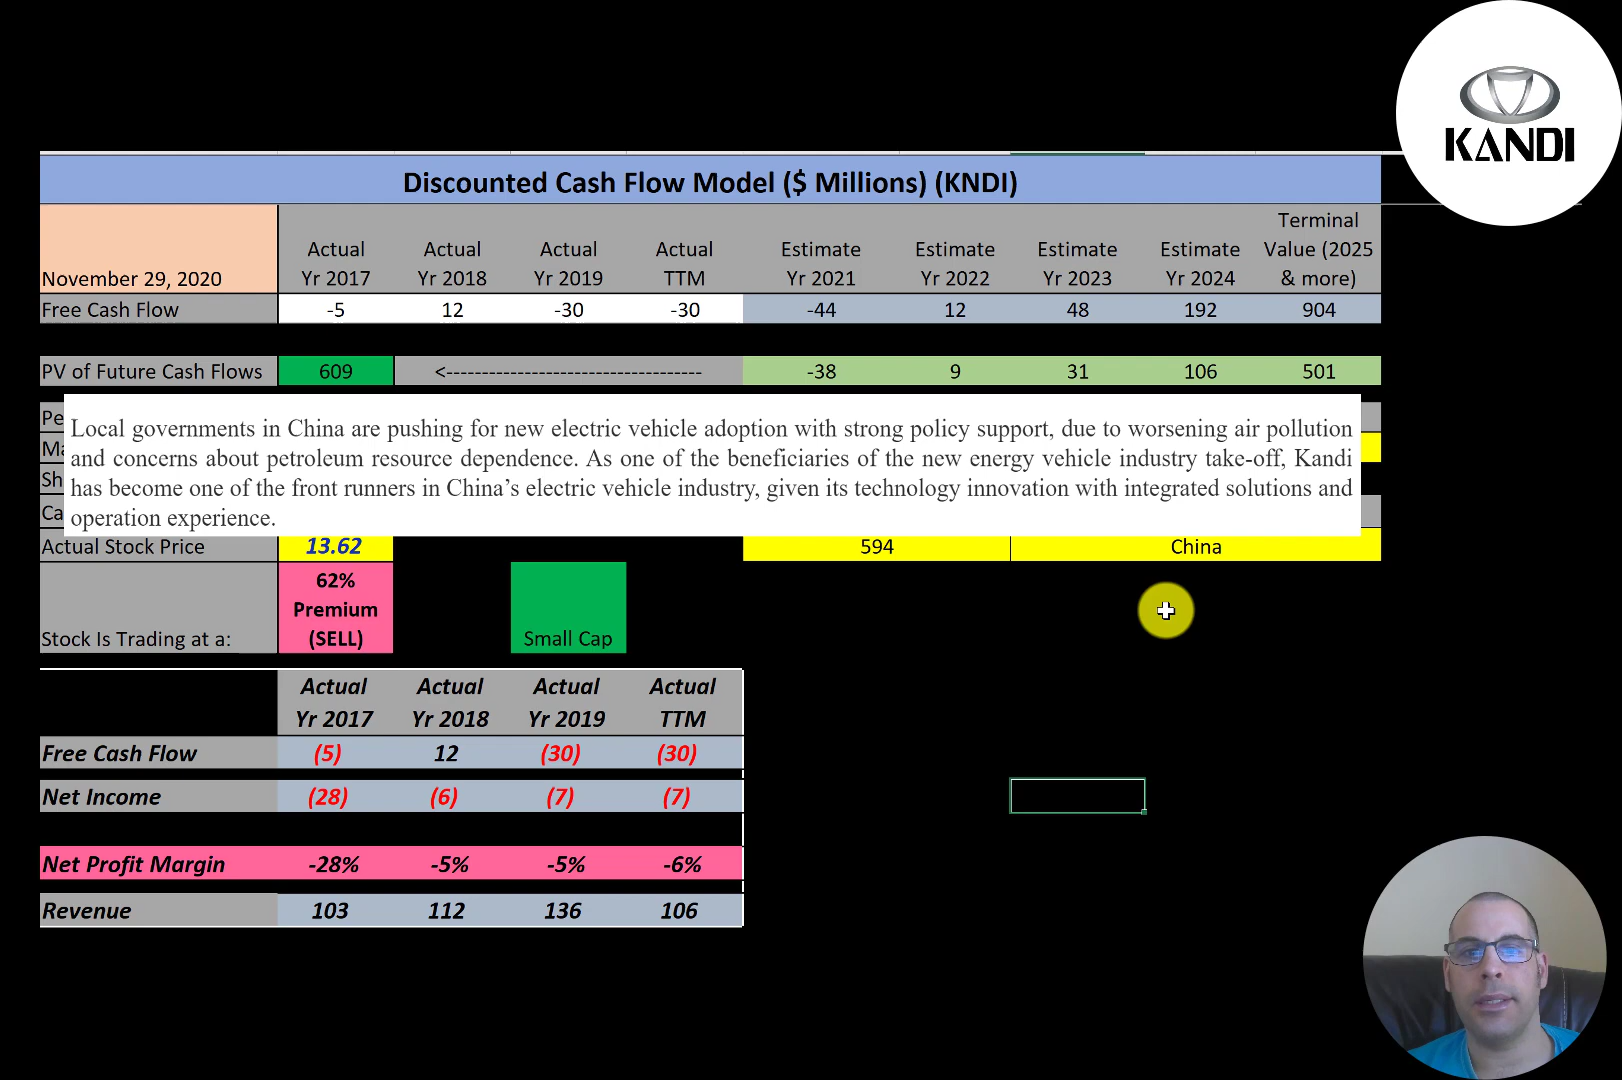 KANDI
Discounted Cash Flow Model ($ Millions) (KNDI)
November 29, 2020
Actual Yr 2017
Actual Yr 2018
Actual Yr 2019
Actual TTM
Estimate Yr 2021
Estimate Yr 2022
Estimate Yr 2023
Estimate Yr 2024
Terminal Value (2025 & more)
Free Cash Flow -5 12 -30 -30 -44 12 48 192 904
PV of Future Cash Flows 609 <----------------------------------- -38 9 31 106 501
Pe
Ma
Sh
Ca
Local governments in China are pushing for new electric vehicle adoption with strong policy support, due to worsening air pollution
and concerns about petroleum resource dependence. As one of the beneficiaries of the new energy vehicle industry take-off, Kandi
has become one of the front runners in China's electric vehicle industry, given its technology innovation with integrated solutions and
operation experience.
Actual Stock Price 13.62 594 China
Stock Is Trading at a: 62% Premium (SELL) Small Cap
Actual Yr 2017
Actual Yr 2018
Actual Yr 2019
Actual TTM
Free Cash Flow (5) 12 (30) (30)
Net Income (28) (6) (7) (7)
Net Profit Margin -28% -5% -5% -6%
Revenue 103 112 136 106